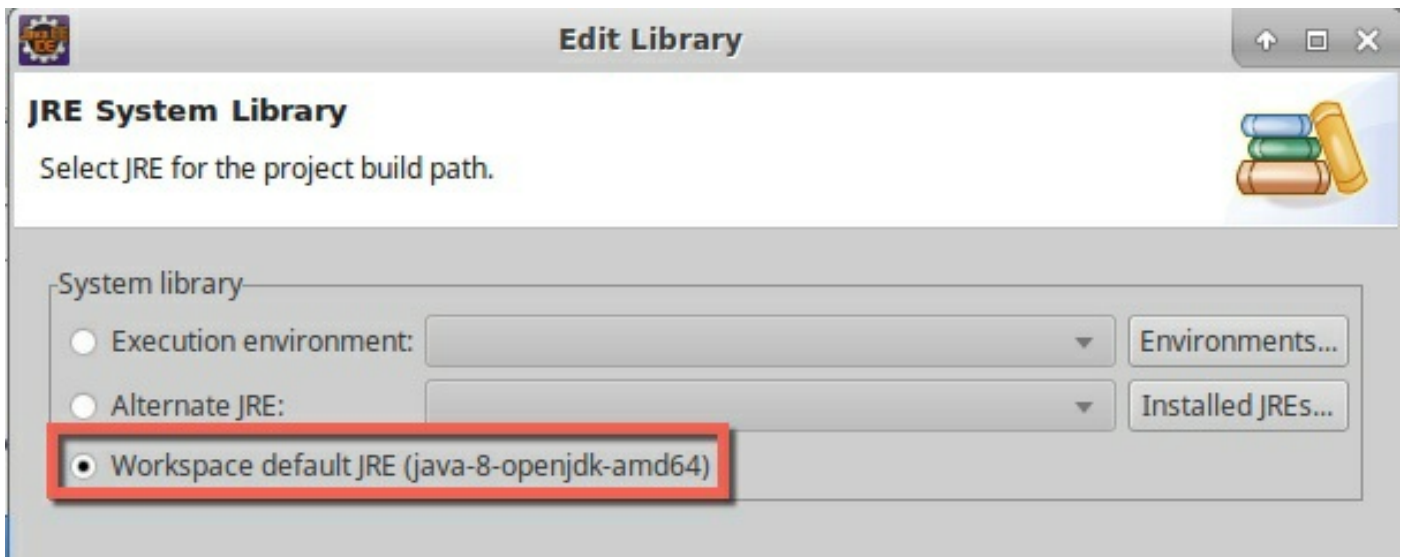 Edit Library
JRE System Library
Select JRE for the project build path.
System library
Execution environment:
Environments...
Alternate JRE:
Installed JREs...
Workspace default JRE (java-8-openjdk-amd64)